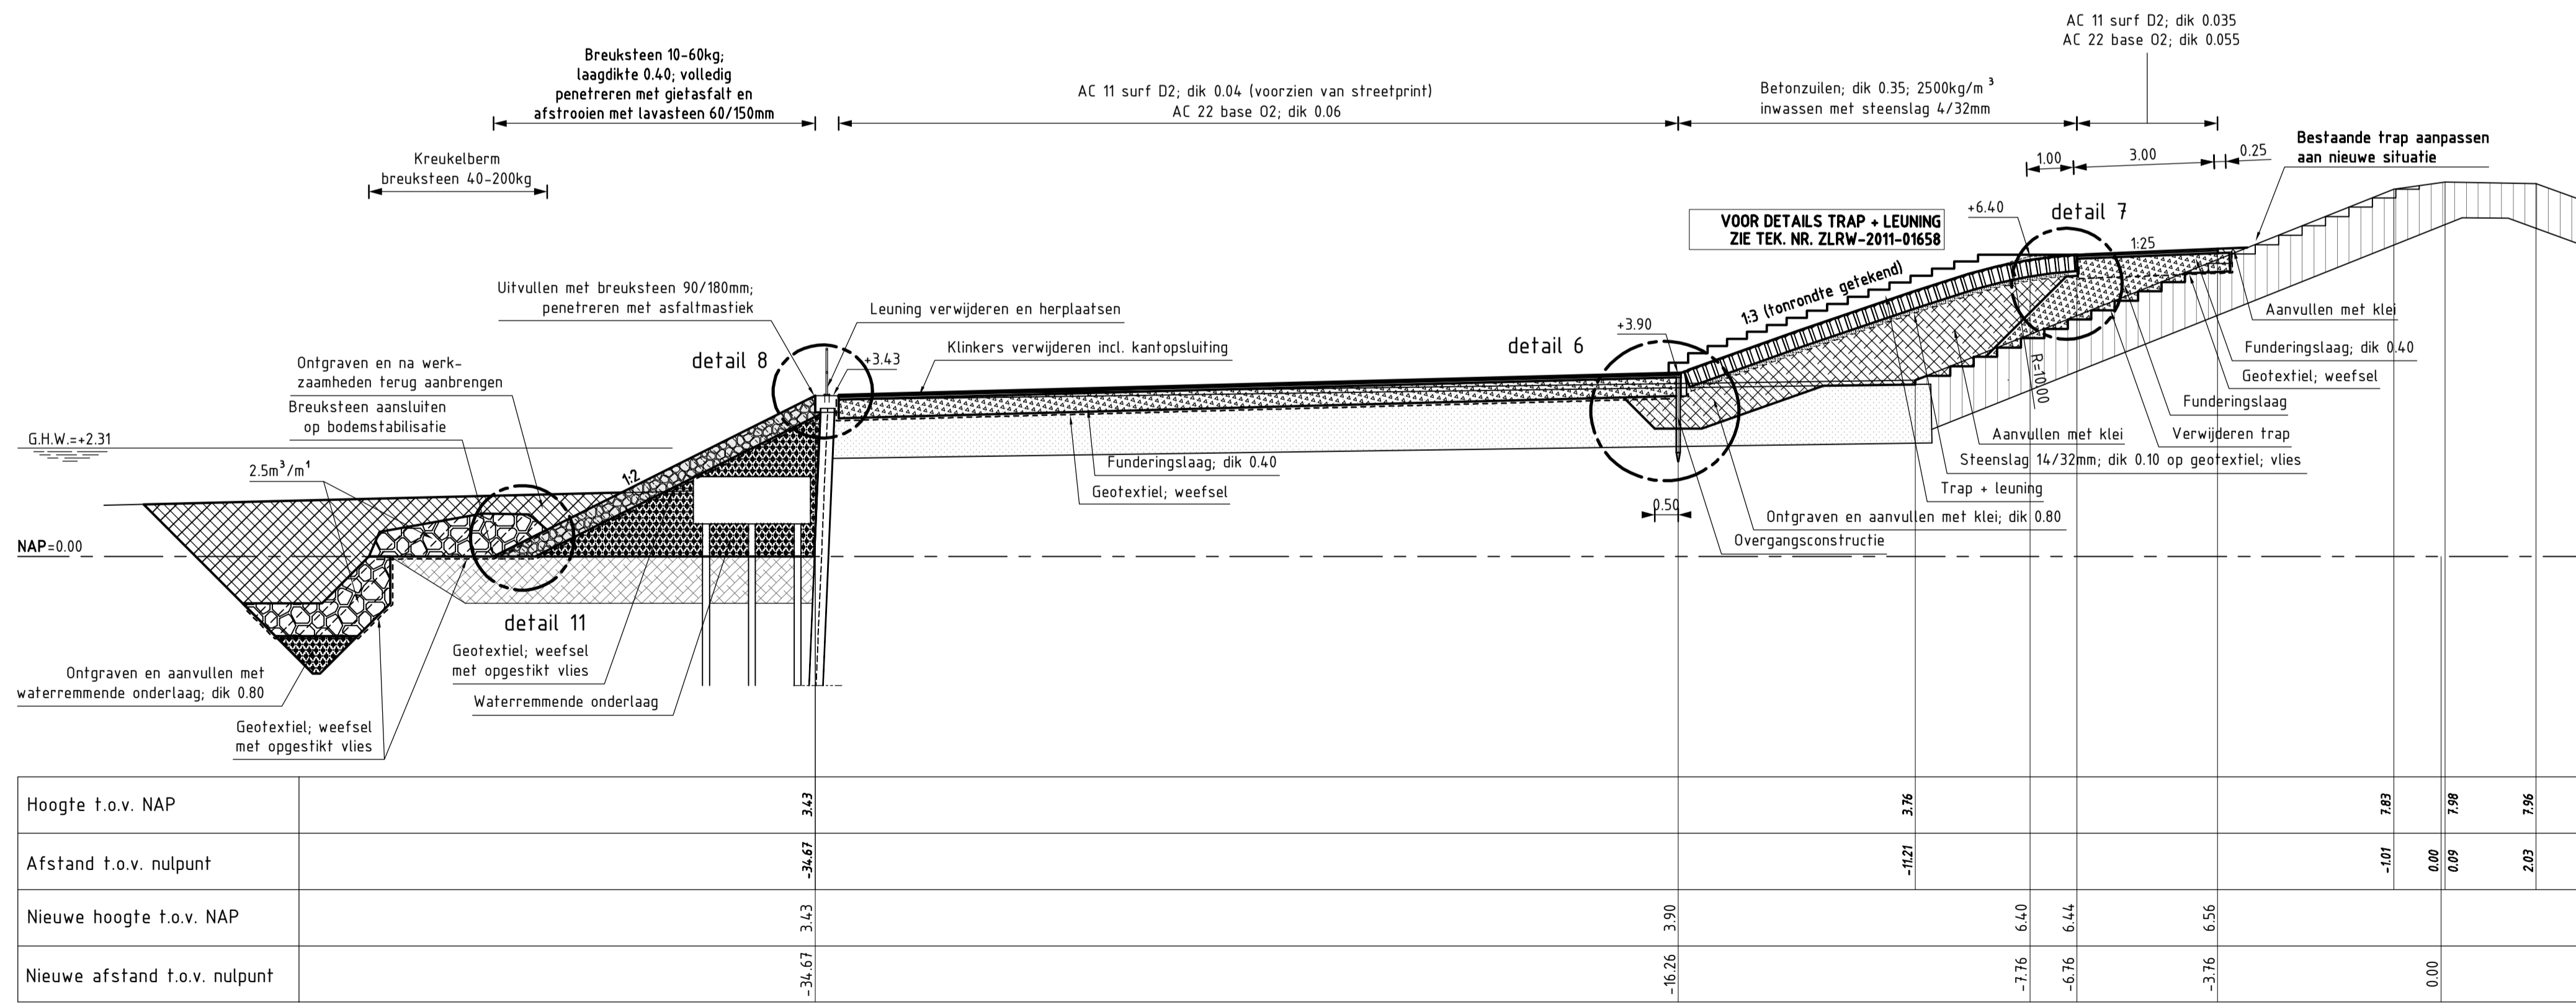 AC 11 surf D2; dik 0.035
AC 22 base O2; dik 0.055
Breuksteen 10-60kg;
laagdikte 0.40; volledig
penetreren met gietasfalt en
afstrooien met lavasteen 60/150mm
AC 11 surf D2; dik 0.04 (voorzien van streetprint)
AC 22 base O2; dik 0.06
Betonzuilen; dik 0.35; 2500kg/m³
inwassen met steenslag 4/32mm
Bestaande trap aanpassen
aan nieuwe situatie
Kreukelberm
breuksteen 40-200kg
1.00
3.00
0.25
VOOR DETAILS TRAP + LEUNING
ZIE TEK. NR. ZLRW-2011-01658
+6.40
detail 7
1:25
1:3 (tonrondte getekend)
Uitvullen met breuksteen 90/180mm;
penetreren met asfaltmastiek
Leuning verwijderen en herplaatsen
Klinkers verwijderen incl. kantopsluiting
detail 8
+3.43
detail 6
+3.90
Aanvullen met klei
Funderingslaag; dik 0.40
Geotextiel; weefsel
Funderingslaag
Verwijderen trap
R=10.00
Ontgraven en na werk-
zaamheden terug aanbrengen
Breuksteen aansluiten
op bodemstabilisatie
G.H.W.=+2.31
2.5m³/m¹
1:2
Funderingslaag; dik 0.40
Geotextiel; weefsel
Aanvullen met klei
Steenslag 14/32mm; dik 0.10 op geotextiel; vlies
Trap + leuning
0.50
Ontgraven en aanvullen met klei; dik 0.80
Overgangsconstructie
NAP=0.00
detail 11
Geotextiel; weefsel
met opgestikt vlies
Waterremmende onderlaag
Ontgraven en aanvullen met
waterremmende onderlaag; dik 0.80
Geotextiel; weefsel
met opgestikt vlies
Hoogte t.o.v. NAP 3.43 3.76 7.83 7.98 7.96
Afstand t.o.v. nulpunt -34.67 -11.21 -1.01 0.00 0.09 2.03
Nieuwe hoogte t.o.v. NAP 3.43 3.90 6.40 6.44 6.56
Nieuwe afstand t.o.v. nulpunt -34.67 -16.26 -7.76 -6.76 -3.76 0.00